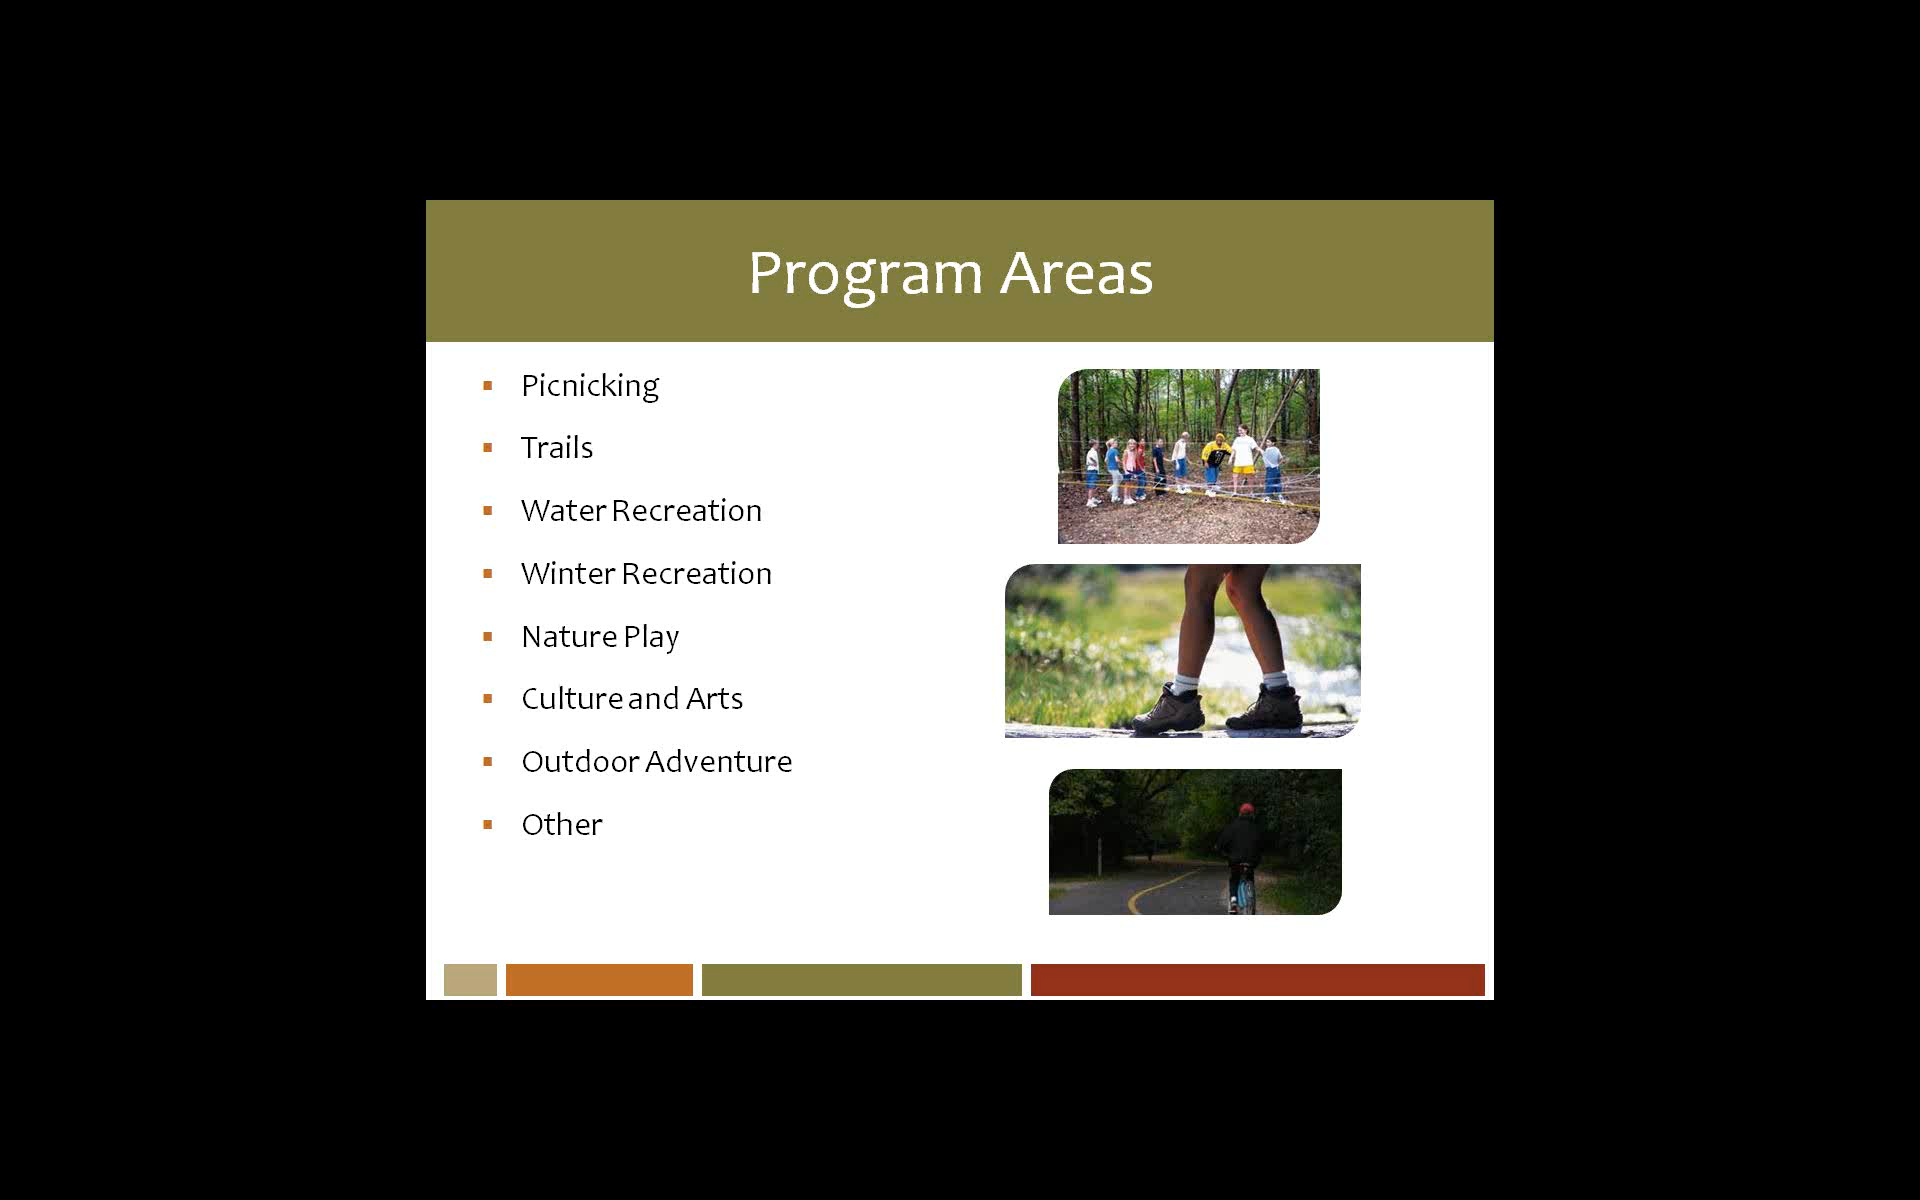 Program Areas
Picnicking
Trails
Water Recreation
Winter Recreation
Nature Play
Culture and Arts
Outdoor Adventure
Other